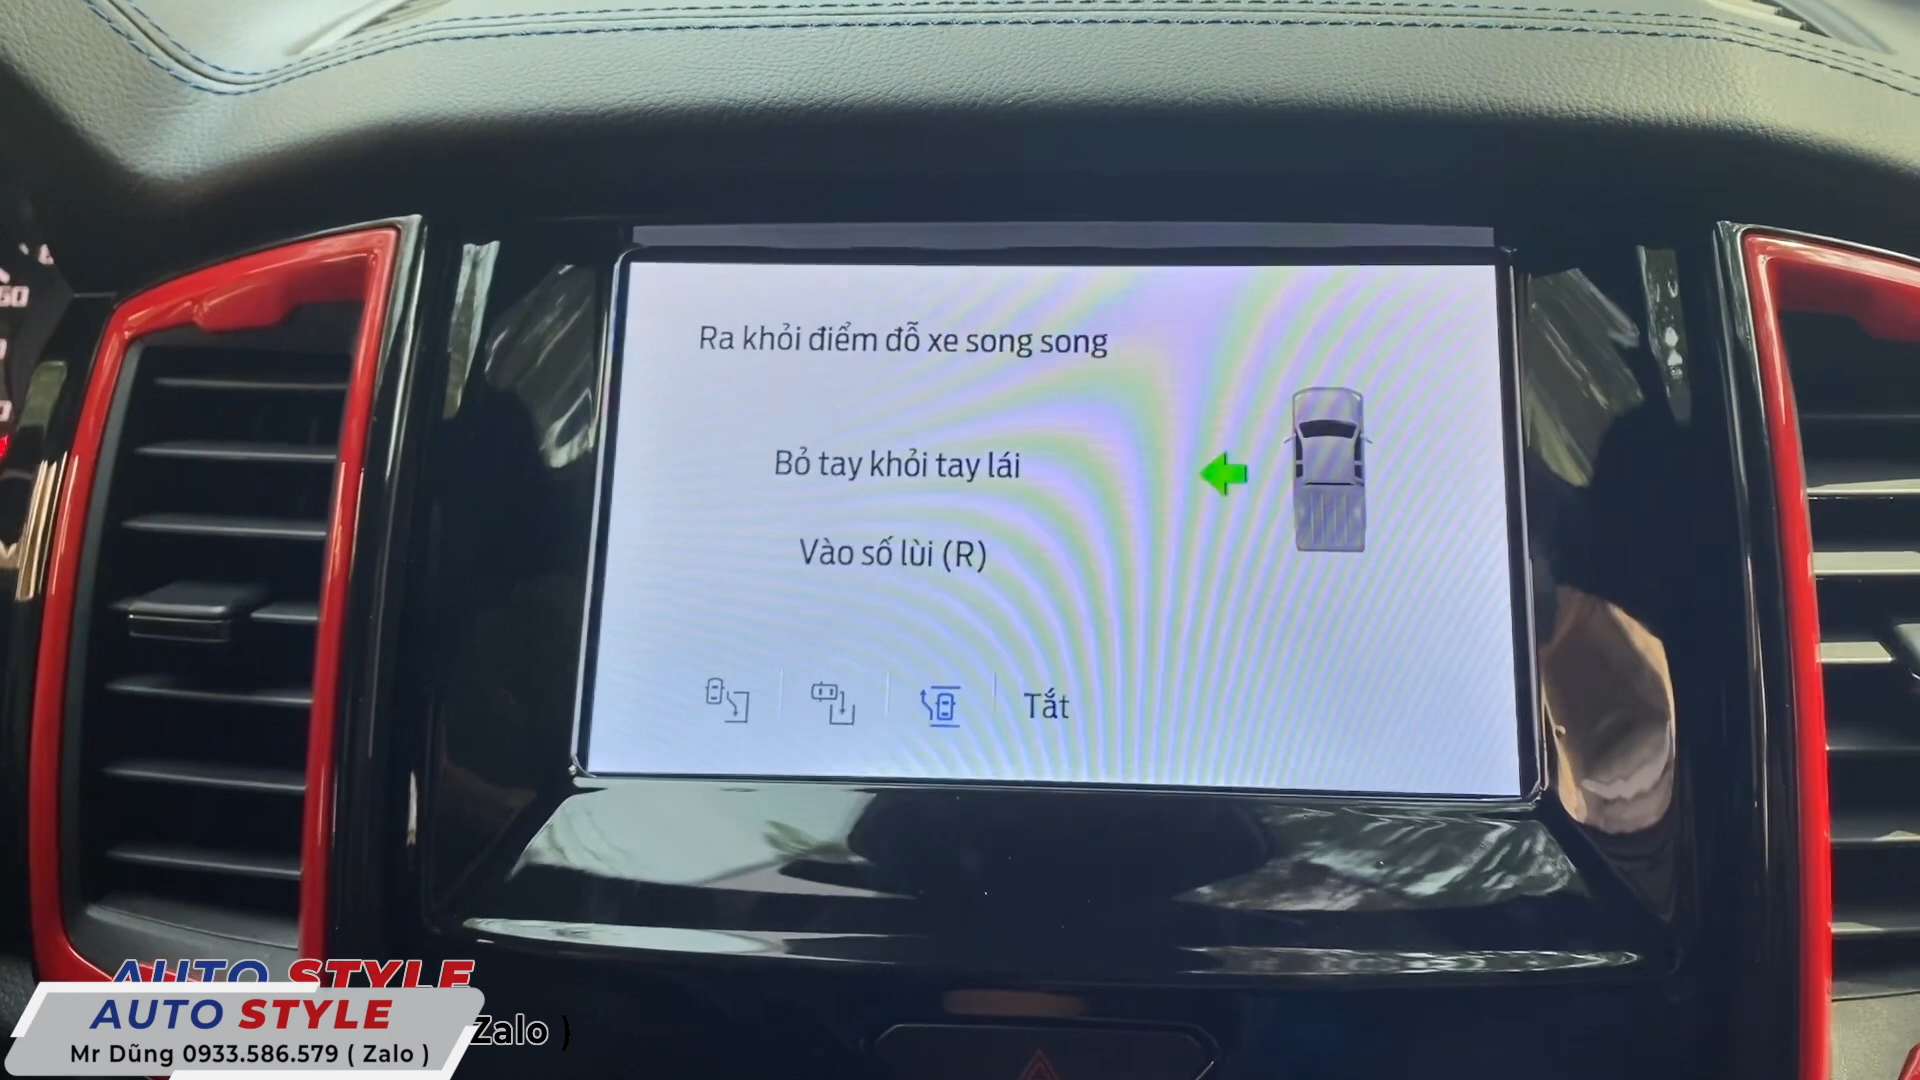 60
Ra khỏi điểm đỗ xe song song
Bỏ tay khỏi tay lái
Vào số lùi (R)
Tắt
AUTO STYLE
AUTO STYLE
Zalo )
Mr Dũng 0933.586.579 ( Zalo )